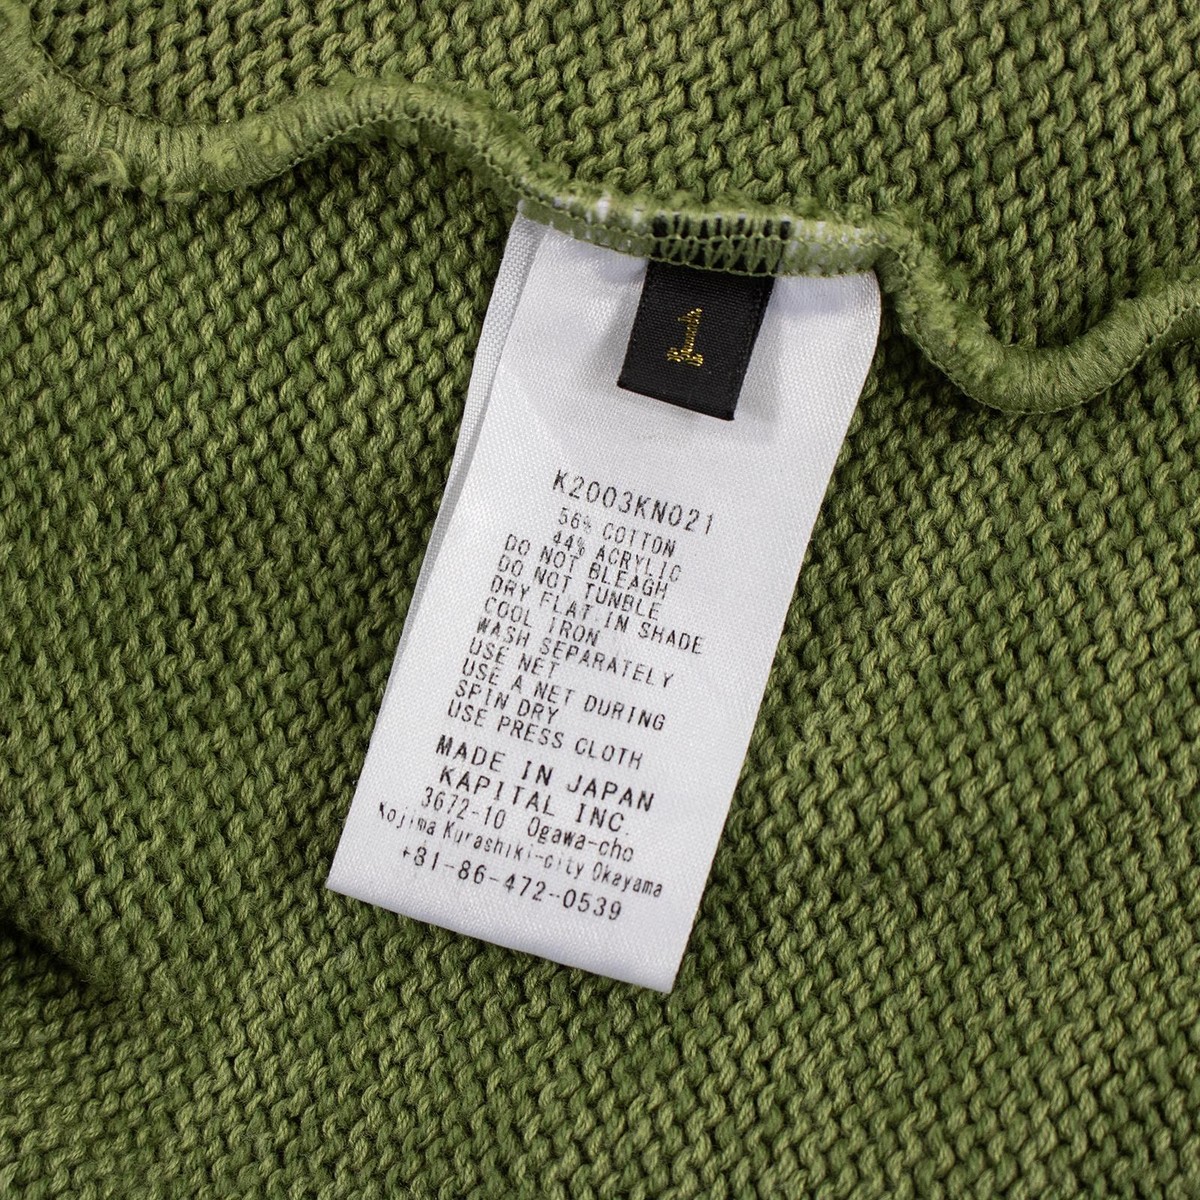 1
K2003KN021
56% COTTON
44% ACRYLIC
DO NOT BLEAGH
DO NOT TUNBLE
DRY FLAT IN SHADE
COOL IRON
WASH SEPARATELY
USE NET
USE A NET DURING
SPIN DRY
USE PRESS CLOTH
MADE IN JAPAN
KAPITAL INC.
3672-10 Ogawa-cho
Kojima Kurashiki-city Okayama
+81-86-472-0539